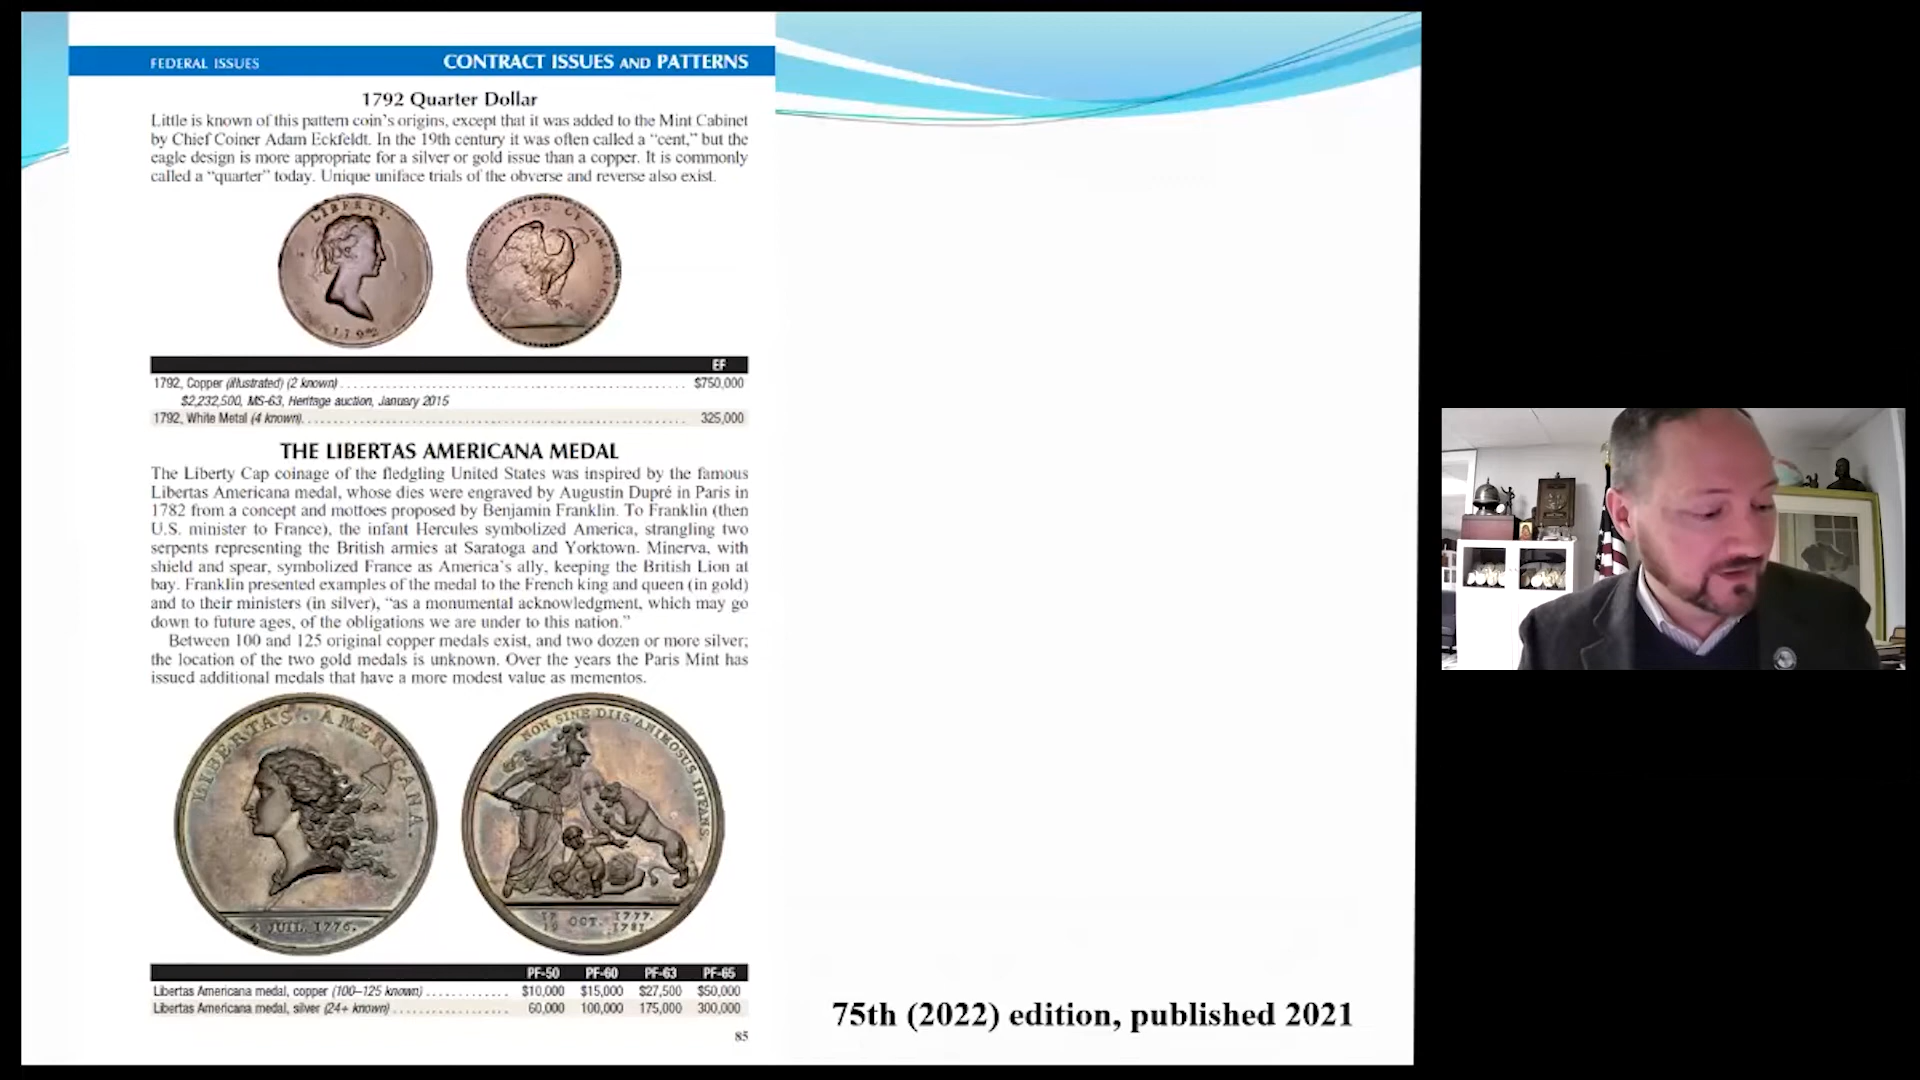 FEDERAL ISSUES CONTRACT ISSUES AND PATTERNS
1792 Quarter Dollar
Little is known of this pattern coin's origins, except that it was added to the Mint Cabinet
by Chief Coiner Adam Eckfeldt. In the 19th century it was often called a "cent," but the
eagle design is more appropriate for a silver or gold issue than a copper. It is commonly
called a "quarter" today. Unique uniface trials of the obverse and reverse also exist.
LIBERTY.
1792
UNITED STATES OF AMERICA
EF
1792, Copper (illustrated) (2 known) $750,000
$2,232,500, MS-63, Heritage auction, January 2015
1792, White Metal (4 known). 325,000
THE LIBERTAS AMERICANA MEDAL
The Liberty Cap coinage of the fledgling United States was inspired by the famous
Libertas Americana medal, whose dies were engraved by Augustin Dupré in Paris in
1782 from a concept and mottoes proposed by Benjamin Franklin. To Franklin (then
U.S. minister to France), the infant Hercules symbolized America, strangling two
serpents representing the British armies at Saratoga and Yorktown. Minerva, with
shield and spear, symbolized France as America's ally, keeping the British Lion at
bay. Franklin presented examples of the medal to the French king and queen (in gold)
and to their ministers (in silver), "as a monumental acknowledgment, which may go
down to future ages, of the obligations we are under to this nation."
Between 100 and 125 original copper medals exist, and two dozen or more silver;
the location of the two gold medals is unknown. Over the years the Paris Mint has
issued additional medals that have a more modest value as mementos.
LIBERTAS · AMERICANA.
4 JUIL. 1776.
NON SINE DIIS ANIMOSUS INFANS.
17 OCT. 1777.
19 1781.
PF-50 PF-60 PF-63 PF-65
Libertas Americana medal, copper (100–125 known) $10,000 $15,000 $27,500 $50,000
Libertas Americana medal, silver (24+ known) 60,000 100,000 175,000 300,000
85
75th (2022) edition, published 2021